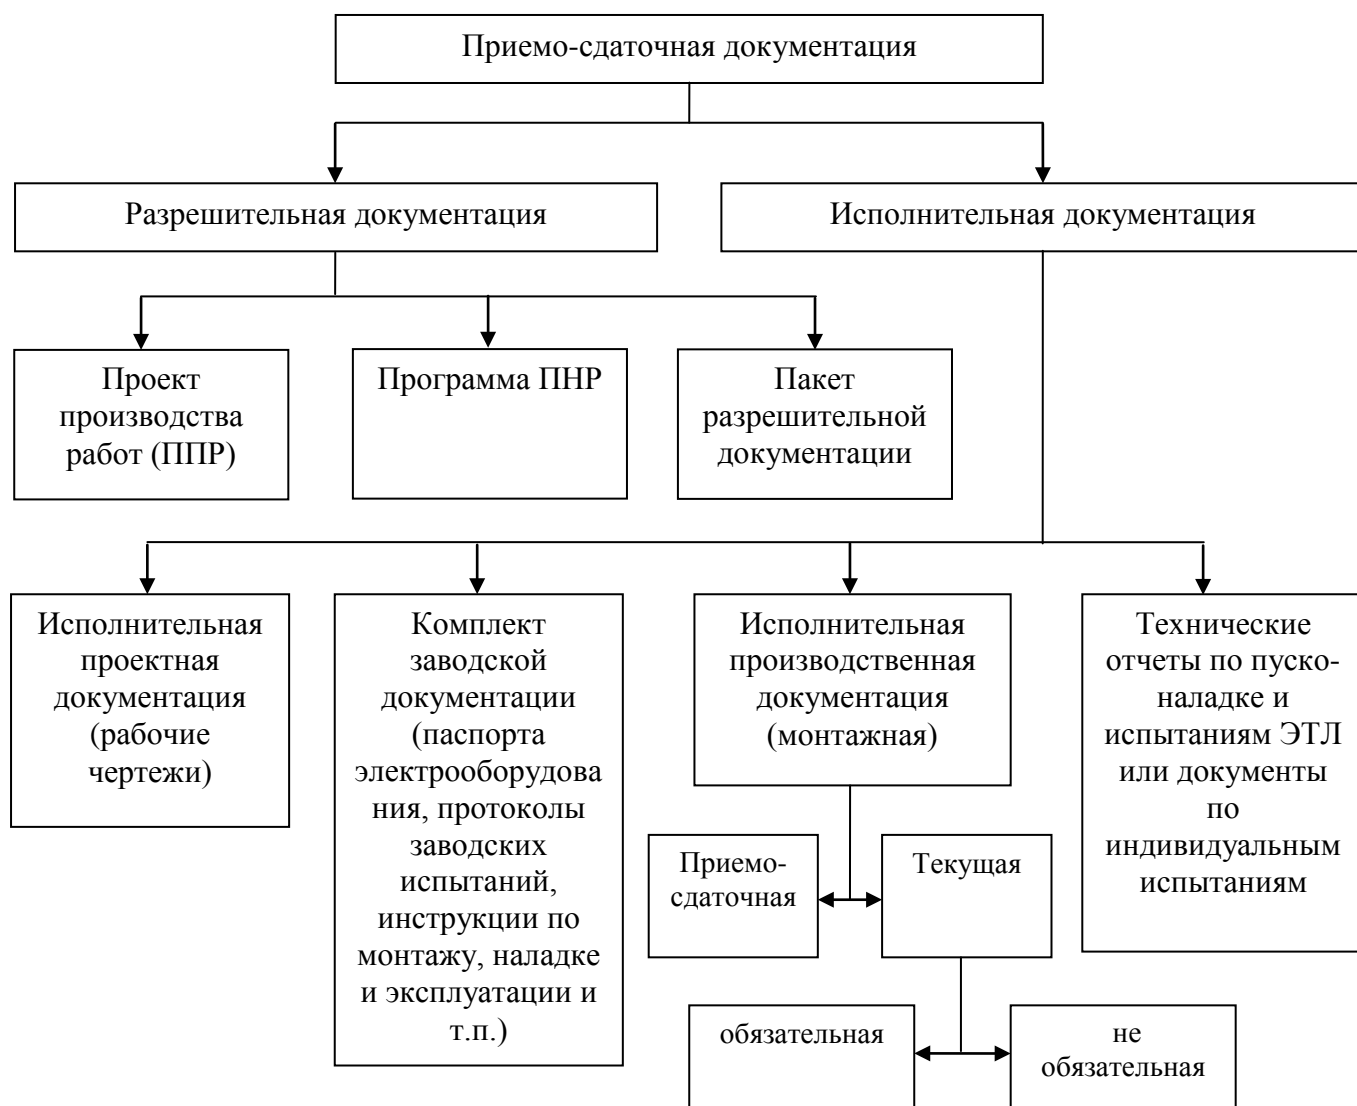 Приемо-сдаточная документация
Разрешительная документация
Исполнительная документация
Проект
производства
работ (ППР)
Программа ПНР
Пакет
разрешительной
документации
Исполнительная
проектная
документация
(рабочие
чертежи)
Комплект
заводской
документации
(паспорта
электрооборудова
ния, протоколы
заводских
испытаний,
инструкции по
монтажу, наладке
и эксплуатации и
т.п.)
Исполнительная
производственная
документация
(монтажная)
Технические
отчеты по пуско-
наладке и
испытаниям ЭТЛ
или документы
по
индивидуальным
испытаниям
Приемо-
сдаточная
Текущая
обязательная
не
обязательная